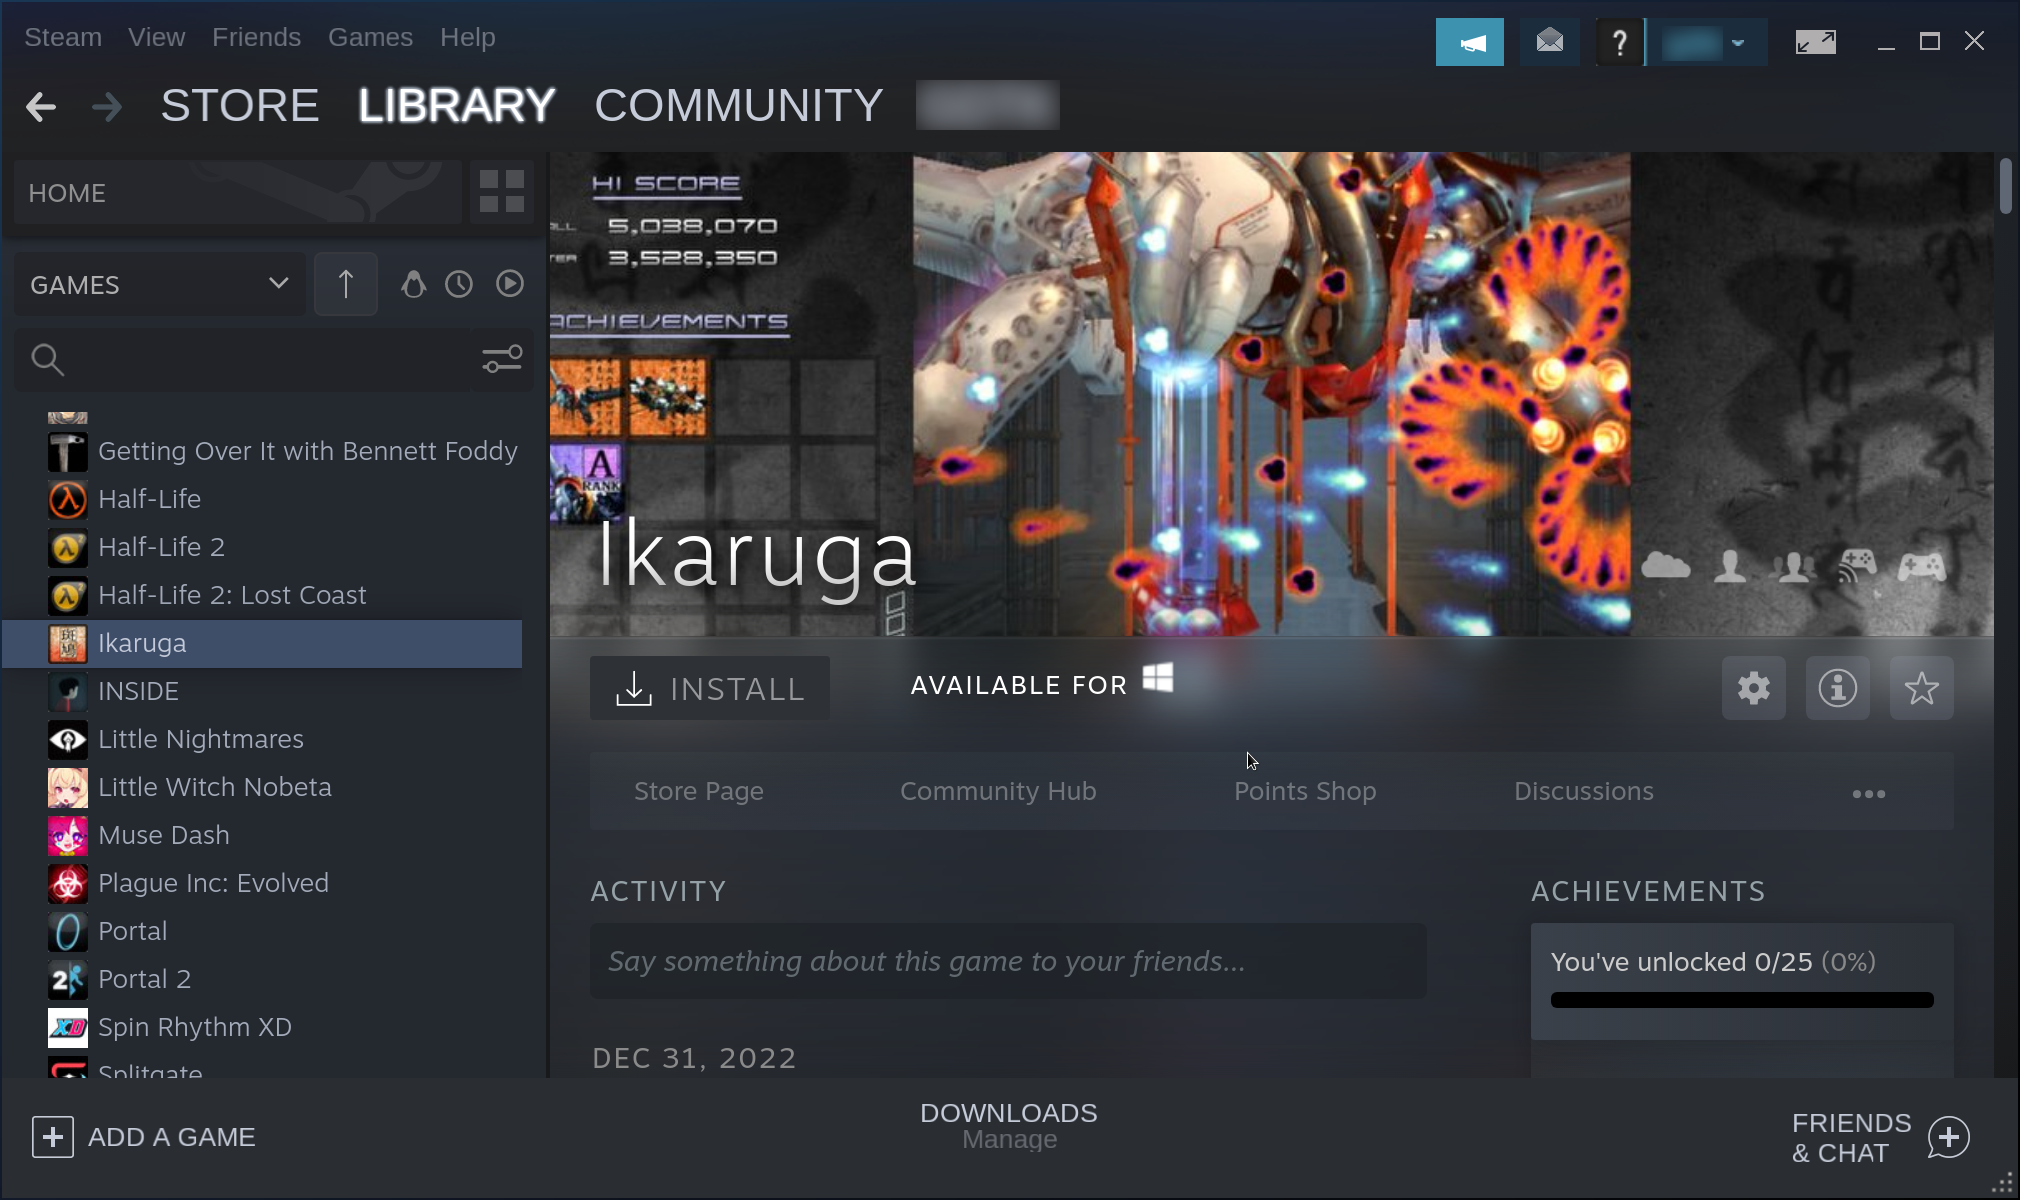 Steam View Friends Games Help
?
STORE LIBRARY COMMUNITY
HOME
GAMES
Getting Over It with Bennett Foddy
Half-Life
Half-Life 2
Half-Life 2: Lost Coast
Ikaruga
INSIDE
Little Nightmares
Little Witch Nobeta
Muse Dash
Plague Inc: Evolved
Portal
Portal 2
Spin Rhythm XD
Splitgate
HI SCORE
5,038,070
3,528,350
ACHIEVEMENTS
A
RANK
Ikaruga
INSTALL
AVAILABLE FOR
Store Page Community Hub Points Shop Discussions
ACTIVITY
Say something about this game to your friends...
DEC 31, 2022
ACHIEVEMENTS
You've unlocked 0/25 (0%)
ADD A GAME
DOWNLOADS
Manage
FRIENDS
& CHAT